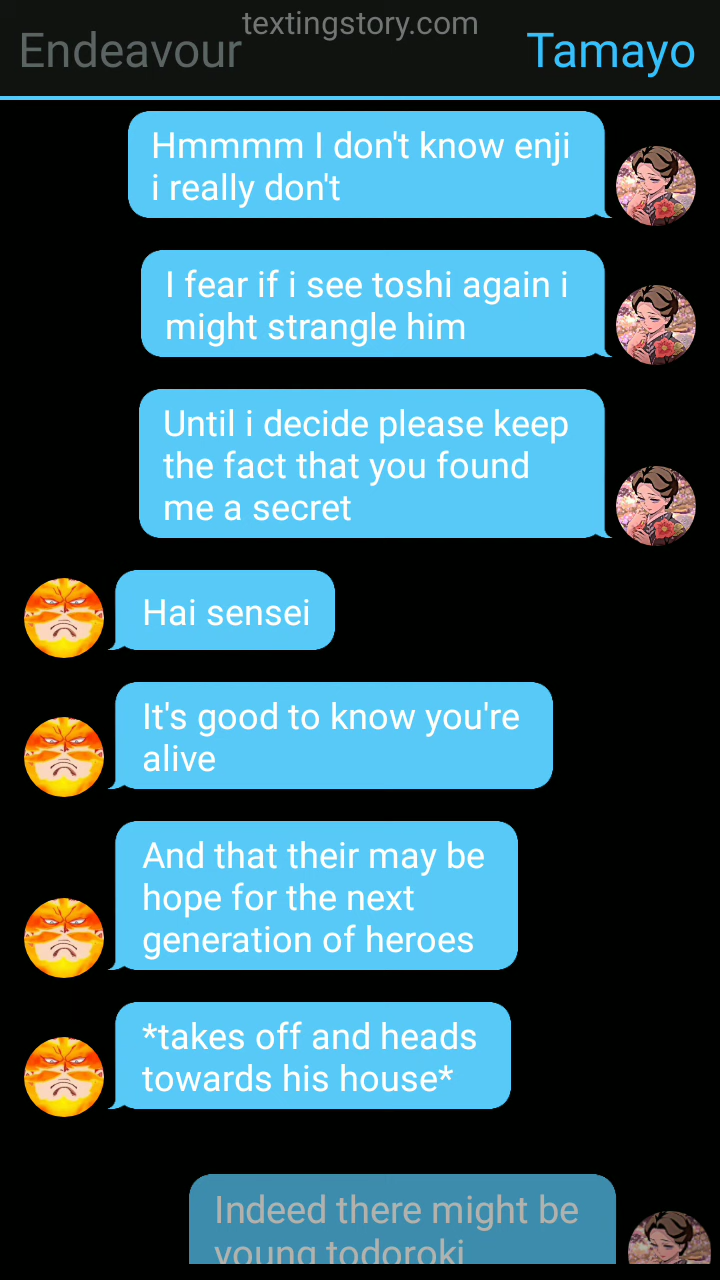 textingstory.com
Endeavour
Tamayo
Hmmmm I don't know enji
i really don't
I fear if i see toshi again i
might strangle him
Until i decide please keep
the fact that you found
me a secret
Hai sensei
It's good to know you're
alive
And that their may be
hope for the next
generation of heroes
*takes off and heads
towards his house*
Indeed there might be
young todoroki